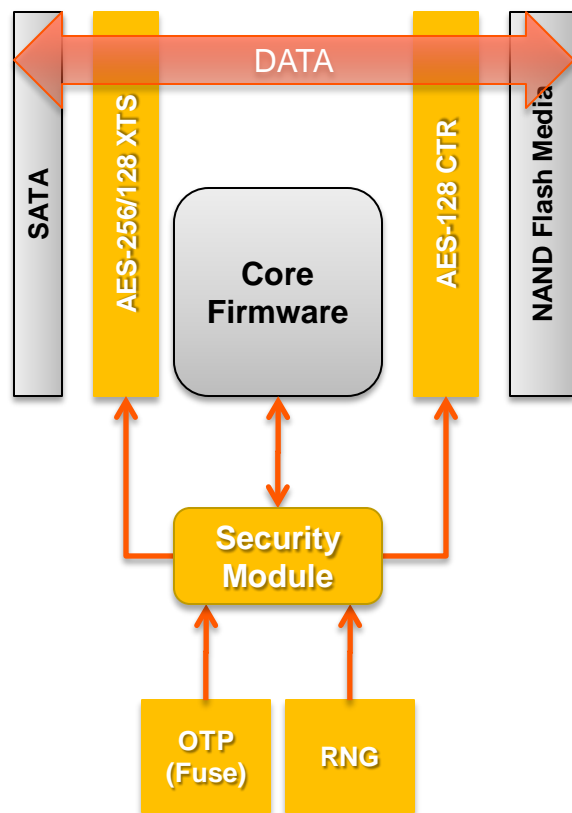 DATA
SATA
AES-256/128 XTS
Core
Firmware
AES-128 CTR
NAND Flash Media
Security
Module
OTP
(Fuse)
RNG